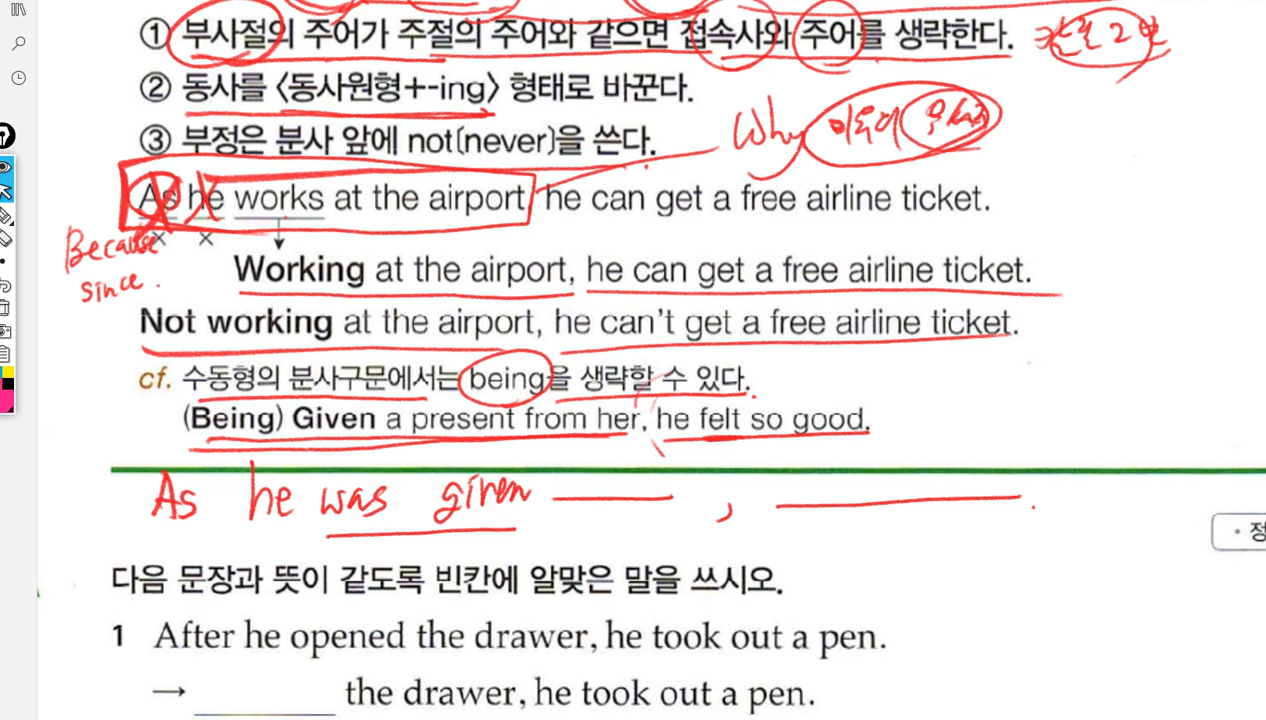 ① 부사절의 주어가 주절의 주어와 같으면 접속사와 주어를 생략한다.
② 동사를 〈동사원형+-ing〉 형태로 바꾼다.
Why
③ 부정은 분사 앞에 not(never)을 쓴다.
As he works at the airport, he can get a free airline ticket.
× ×
Because
since.
Working at the airport, he can get a free airline ticket.
Not working at the airport, he can't get a free airline ticket.
cf. 수동형의 분사구문에서는 being을 생략할 수 있다.
(Being) Given a present from her, he felt so good.
As he was given ,
정
다음 문장과 뜻이 같도록 빈칸에 알맞은 말을 쓰시오.
1 After he opened the drawer, he took out a pen.
→ ______ the drawer, he took out a pen.